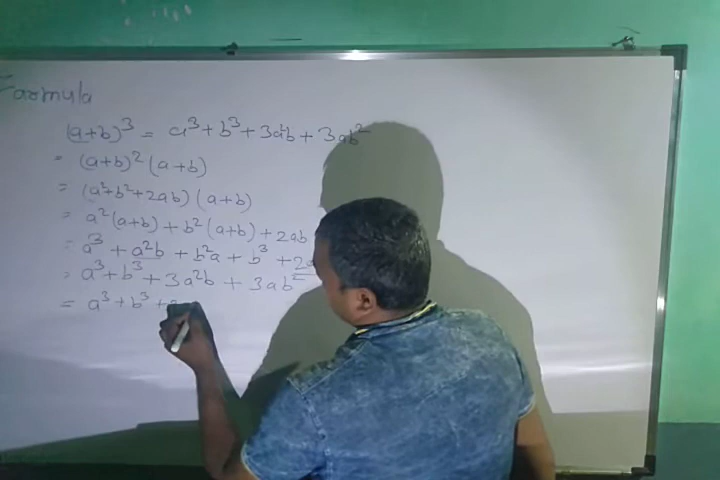 Formula
(a+b)³ = a³+b³+3a²b+3ab²
= (a+b)²(a+b)
= (a²+b²+2ab)(a+b)
= a²(a+b)+b²(a+b)+2ab
= a³+a²b+b²a+b³+2
= a³+b³+3a²b+3ab²
= a³+b³+3